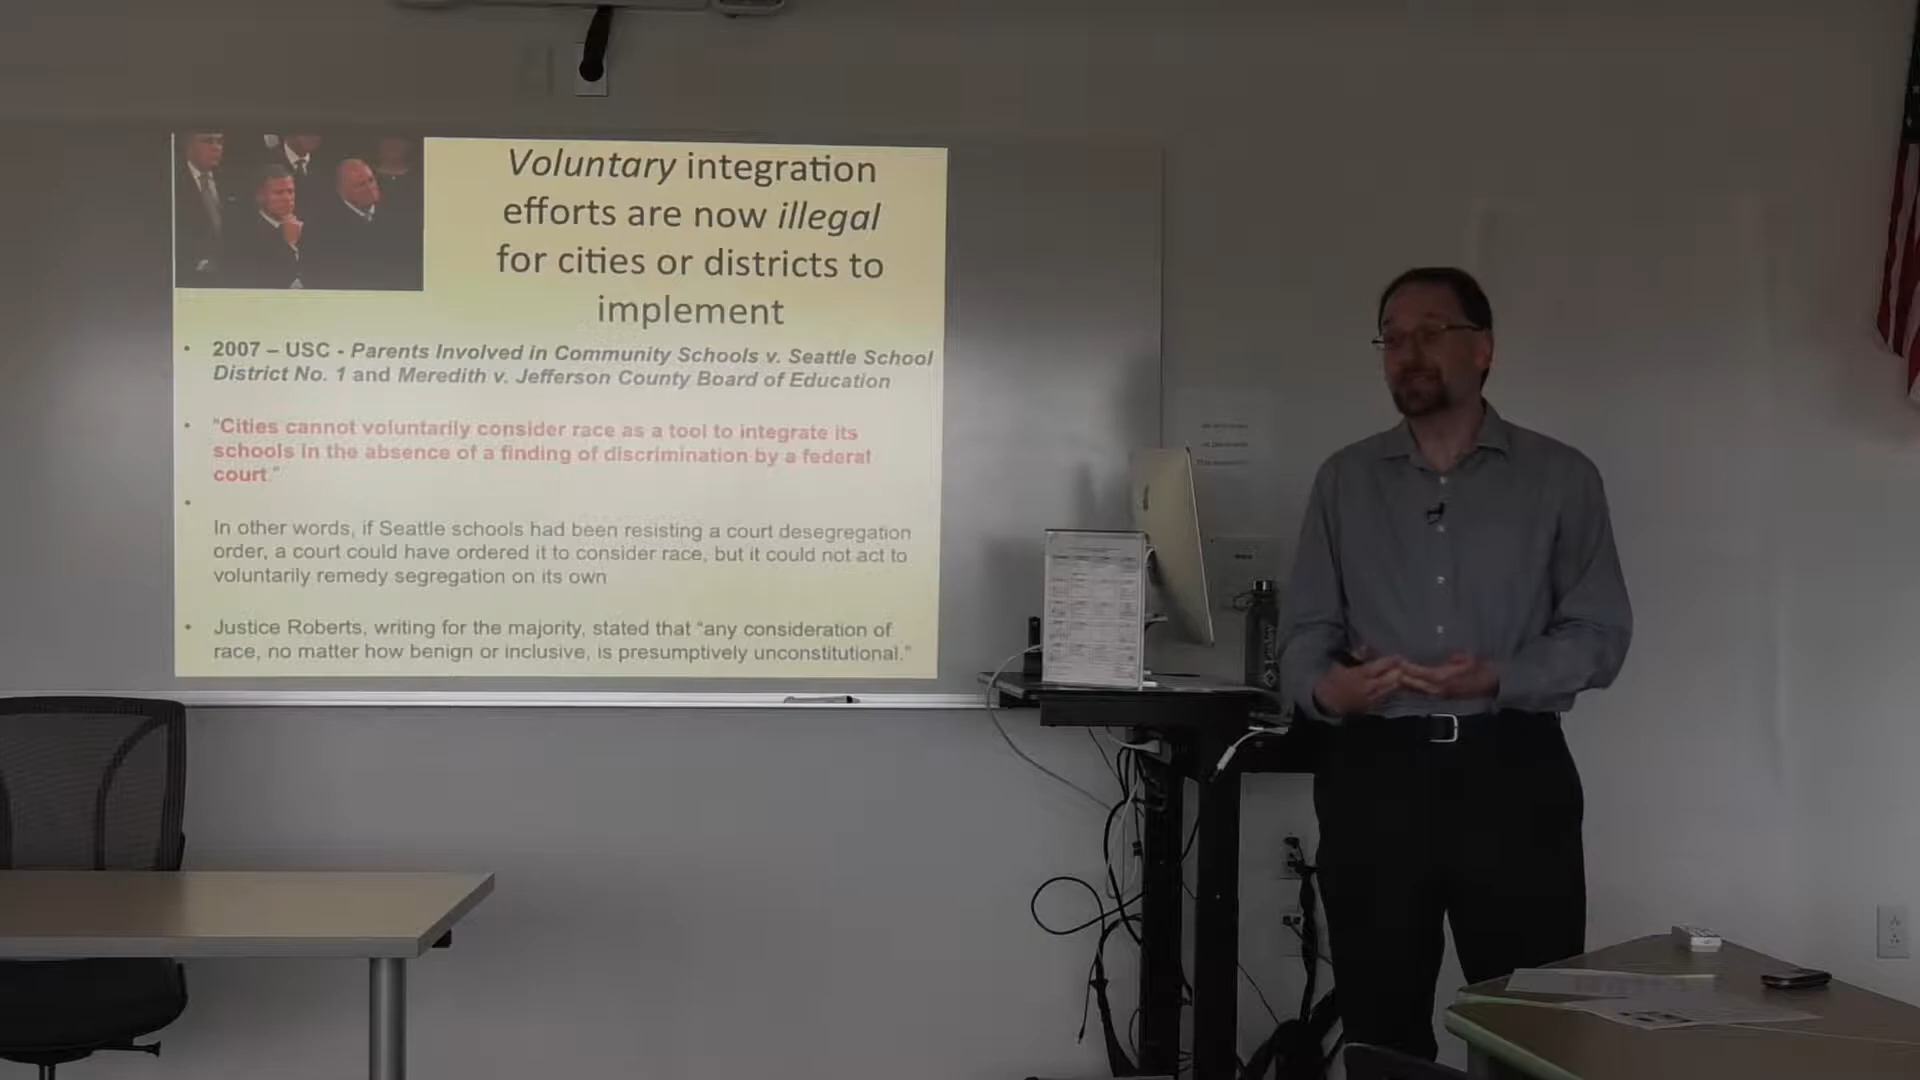 Voluntary integration
efforts are now illegal
for cities or districts to
implement
• 2007 – USC - Parents Involved in Community Schools v. Seattle School
District No. 1 and Meredith v. Jefferson County Board of Education
• "Cities cannot voluntarily consider race as a tool to integrate its
schools in the absence of a finding of discrimination by a federal
court."
•
In other words, if Seattle schools had been resisting a court desegregation
order, a court could have ordered it to consider race, but it could not act to
voluntarily remedy segregation on its own
• Justice Roberts, writing for the majority, stated that "any consideration of
race, no matter how benign or inclusive, is presumptively unconstitutional."